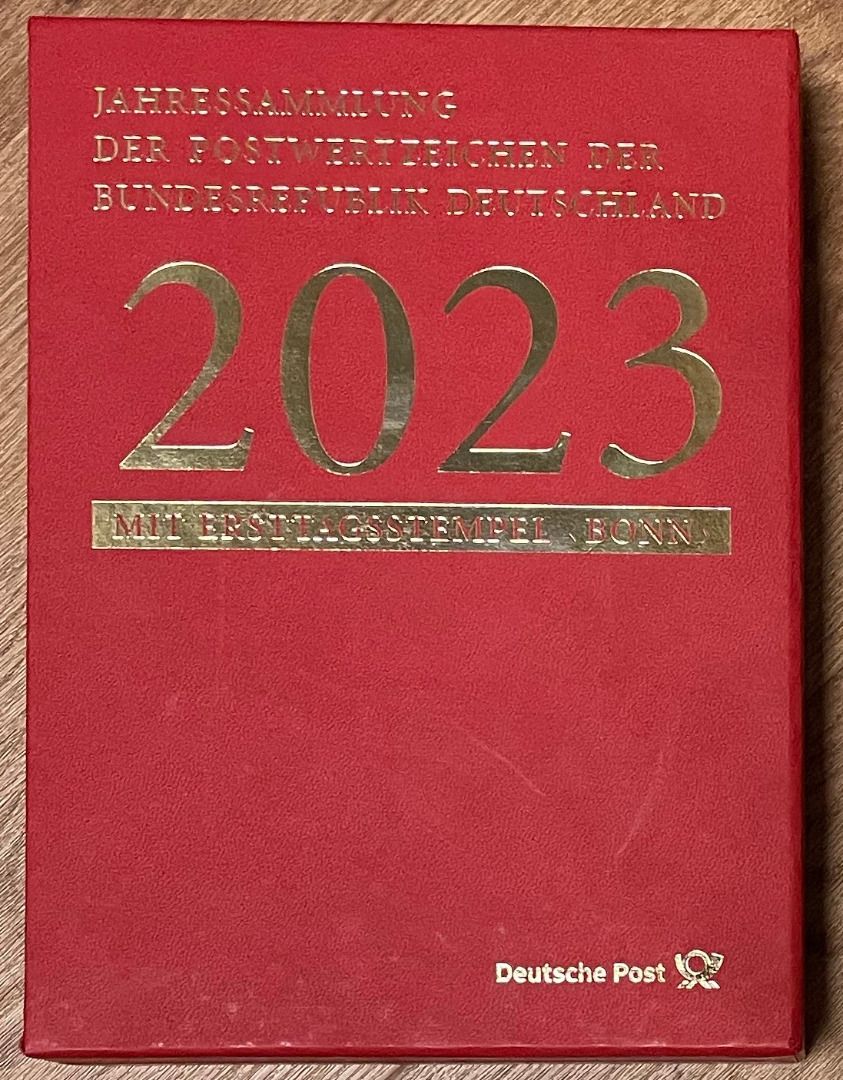 JAHRESSAMMLUNG
DER POSTWERTZEICHEN DER
BUNDESREPUBLIK DEUTSCHLAND
2023
MIT ERSTTAGSSTEMPEL BONN
Deutsche Post